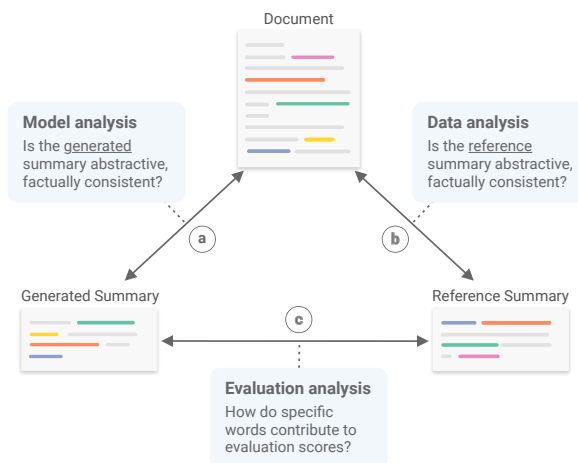 Document
Model analysis
Is the generated
summary abstractive,
factually consistent?
Data analysis
Is the reference
summary abstractive,
factually consistent?
a
b
Generated Summary
Reference Summary
c
Evaluation analysis
How do specific
words contribute to
evaluation scores?